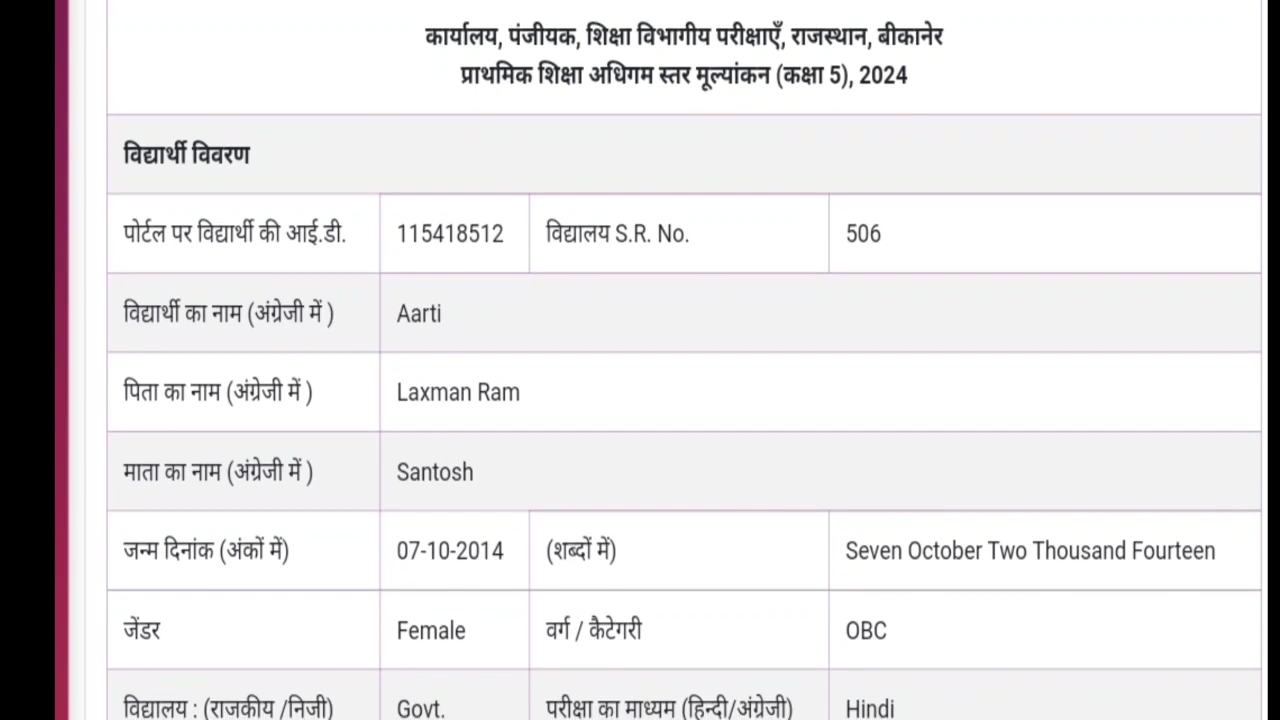 कार्यालय, पंजीयक, शिक्षा विभागीय परीक्षाएँ, राजस्थान, बीकानेर
प्राथमिक शिक्षा अधिगम स्तर मूल्यांकन (कक्षा 5), 2024
विद्यार्थी विवरण
पोर्टल पर विद्यार्थी की आई.डी. 115418512 विद्यालय S.R. No. 506
विद्यार्थी का नाम (अंग्रेजी में ) Aarti
पिता का नाम (अंग्रेजी में ) Laxman Ram
माता का नाम (अंग्रेजी में ) Santosh
जन्म दिनांक (अंकों में) 07-10-2014 (शब्दों में) Seven October Two Thousand Fourteen
जेंडर Female वर्ग / कैटेगरी OBC
विद्यालय : (राजकीय /निजी) Govt. परीक्षा का माध्यम (हिन्दी/अंग्रेजी) Hindi